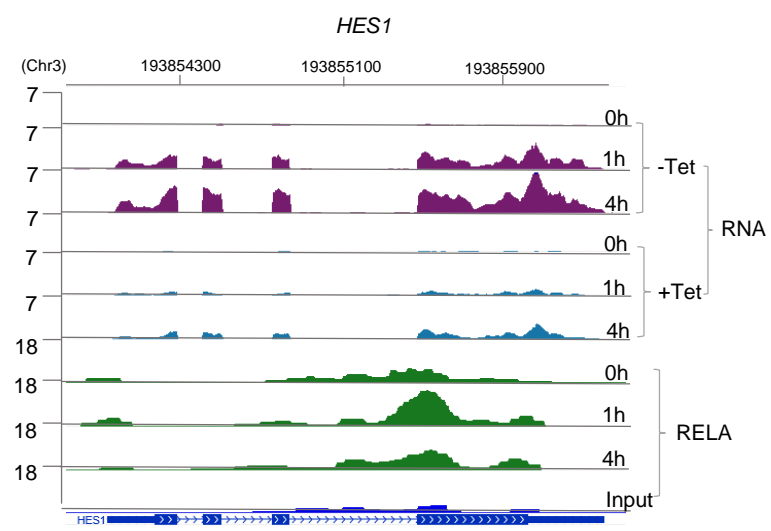 HES1
(Chr3) 193854300 193855100 193855900
7
0h
7
1h
7
4h
-Tet
7
0h
7
1h
7
4h
+Tet
RNA
18
0h
18
1h
18
4h
18
RELA
Input
HES1